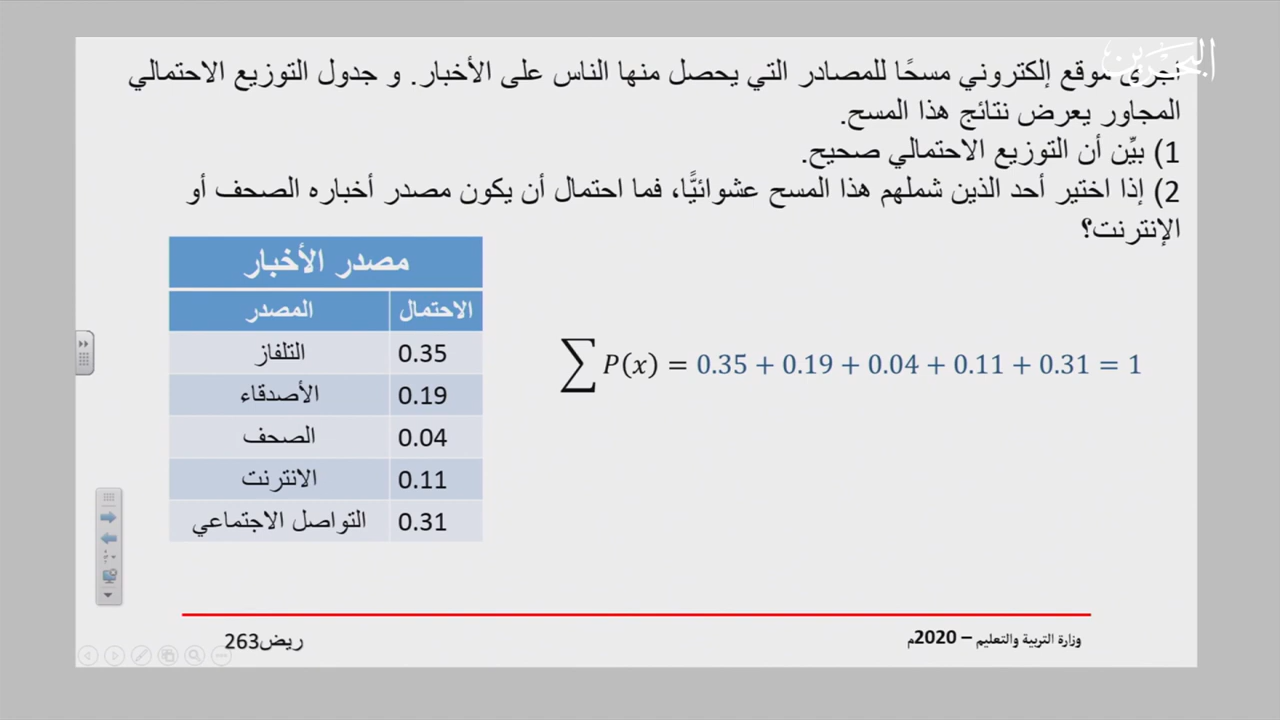 البحرين
أجرى موقع إلكتروني مسحًا للمصادر التي يحصل منها الناس على الأخبار. و جدول التوزيع الاحتمالي
المجاور يعرض نتائج هذا المسح.
1) بيِّن أن التوزيع الاحتمالي صحيح.
2) إذا اختير أحد الذين شملهم هذا المسح عشوائيًّا، فما احتمال أن يكون مصدر أخباره الصحف أو
الإنترنت؟
مصدر الأخبار
الاحتمال المصدر
0.35 التلفاز
0.19 الأصدقاء
0.04 الصحف
0.11 الانترنت
0.31 التواصل الاجتماعي
∑ P(x) = 0.35 + 0.19 + 0.04 + 0.11 + 0.31 = 1
وزارة التربية والتعليم – 2020م
ريض263